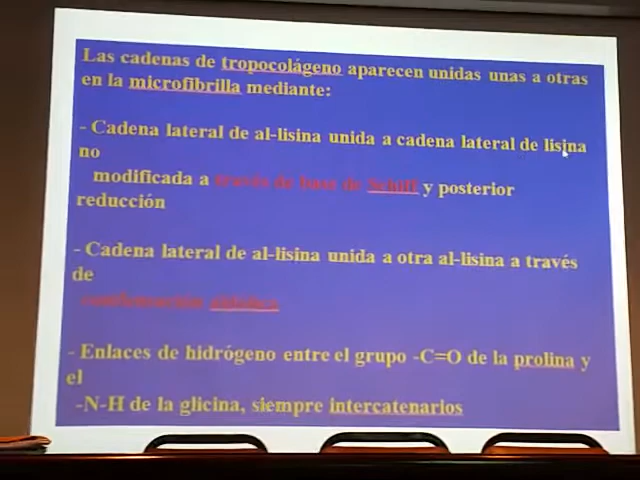 Las cadenas de tropocolágeno aparecen unidas unas a otras
en la microfibrilla mediante:
- Cadena lateral de al-lisina unida a cadena lateral de lisina
no
modificada a través de base de Schiff y posterior
reducción
- Cadena lateral de al-lisina unida a otra al-lisina a través
de
- Enlaces de hidrógeno entre el grupo -C=O de la prolina y
el
-N-H de la glicina, siempre intercatenarios